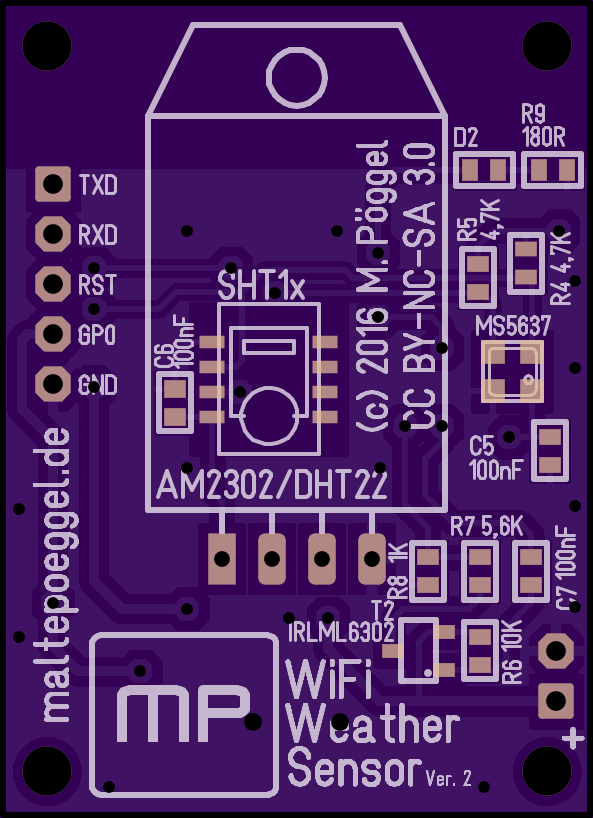 R9
180R
D2
TXD
RXD
RST
GPO
GND
(c) 2016 M.Pöggel
CC BY-NC-SA 3.0
R5
4,7K
R4 4,7K
SHT1x
MS5637
C6
100nF
C5
100nF
AM2302/DHT22
maltepoeggel.de
R7 5,6K
R8 1K
C7 100nF
T2
IRLML6302
R6 10K
MP
WiFi
Weather
Sensor Ver. 2
+